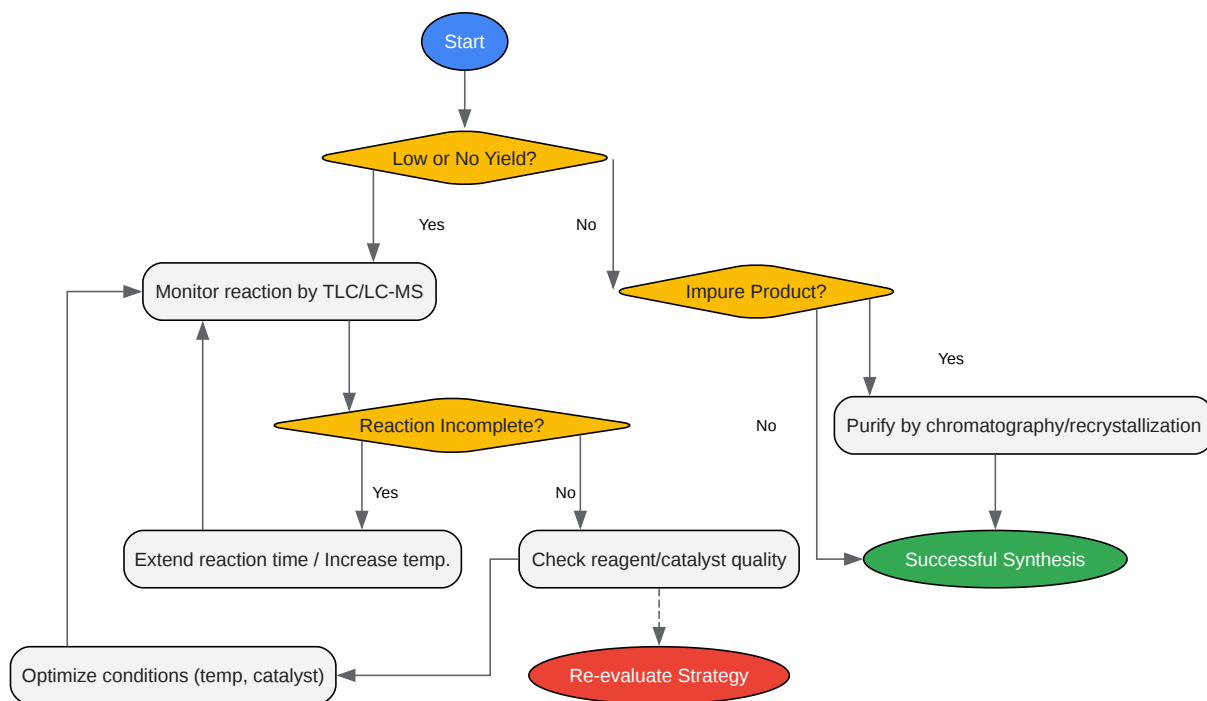 Start
Low or No Yield?
Yes
No
Monitor reaction by TLC/LC-MS
Impure Product?
Yes
Reaction Incomplete?
No
Purify by chromatography/recrystallization
Yes
No
Extend reaction time / Increase temp.
Check reagent/catalyst quality
Successful Synthesis
Optimize conditions (temp, catalyst)
Re-evaluate Strategy